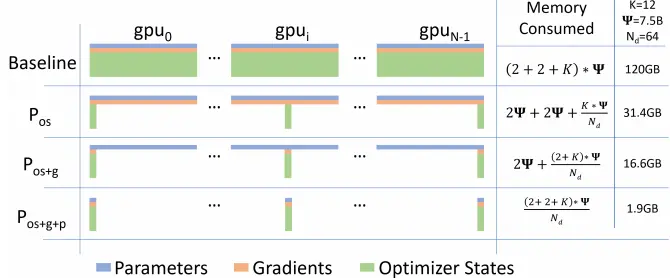 gpu0 gpui gpuN-1 Memory Consumed K=12 Ψ=7.5B Nd=64
... ...
Baseline (2 + 2 + K) ∗ Ψ 120GB
... ...
Pos 2Ψ + 2Ψ + K ∗ Ψ / Nd 31.4GB
... ...
Pos+g 2Ψ + (2+ K)∗ Ψ / Nd 16.6GB
... ...
Pos+g+p (2+ 2+ K)∗ Ψ / Nd 1.9GB
Parameters Gradients Optimizer States